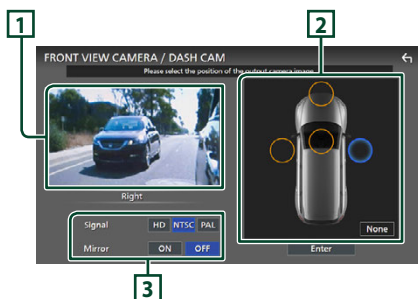 1
2
FRONT VIEW CAMERA / DASH CAM
Please select the position of the output camera image
Right
Signal HD NTSC PAL
Mirror ON OFF
None
Enter
3